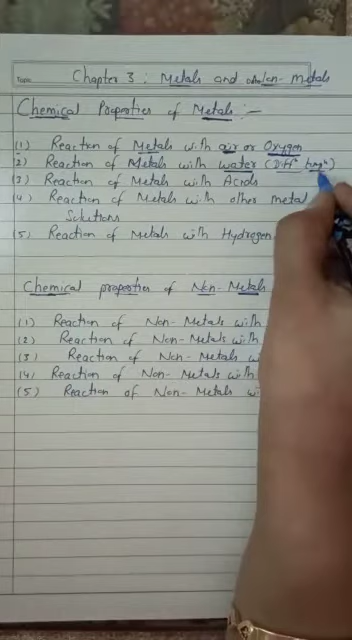 Topic
Chapter 3 : Metals and Non-Metals
Chemical Properties of Metals :-
(1) Reaction of Metals with air or Oxygen
(2) Reaction of Metals with water (Diffⁿ tempⁿ)
(3) Reaction of Metals with Acids
(4) Reaction of Metals with other metal
Solutions
(5) Reaction of Metals with Hydrogen
Chemical properties of Non-Metals
(1) Reaction of Non-Metals with
(2) Reaction of Non-Metals with
(3) Reaction of Non-Metals wi
(4) Reaction of Non-Metals with
(5) Reaction of Non-Metals wi